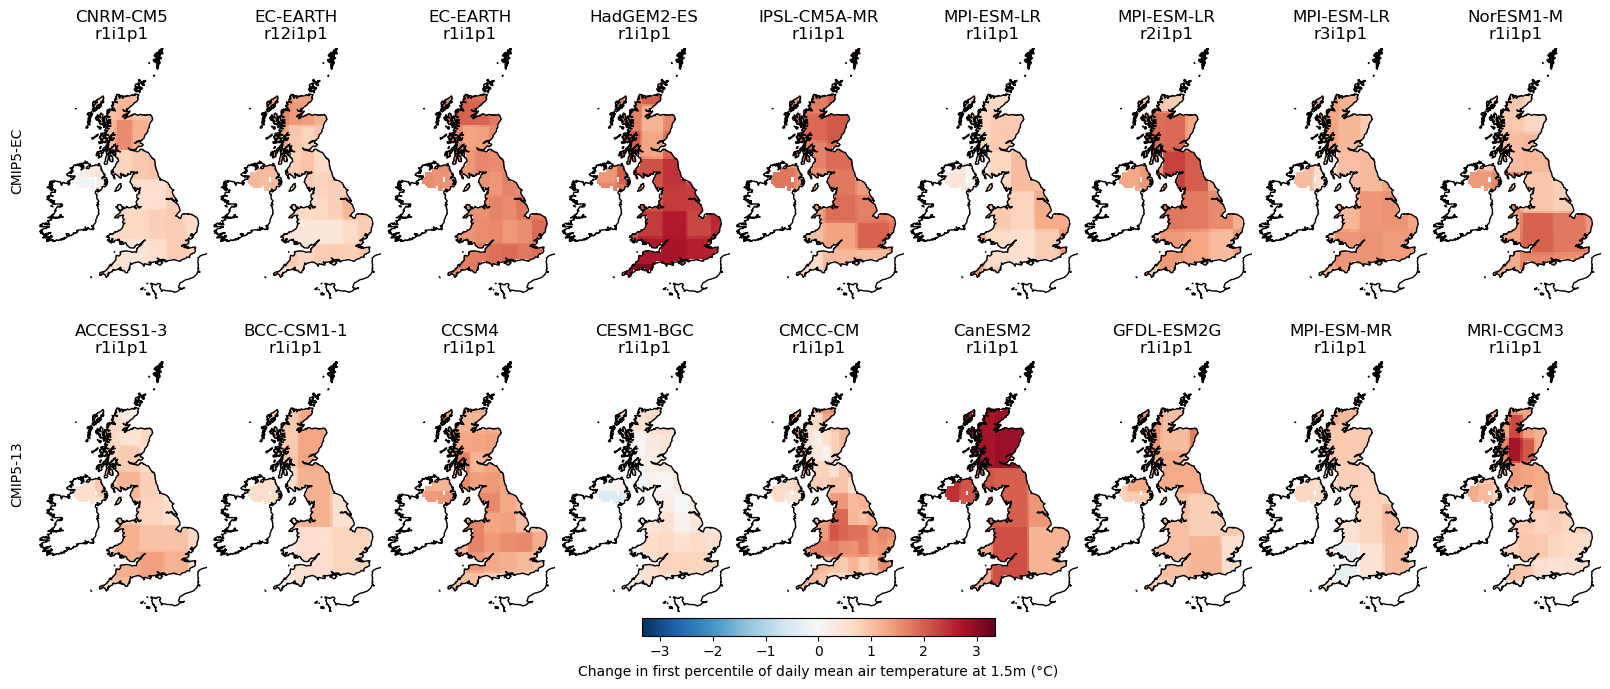 CNRM-CM5
r1i1p1
EC-EARTH
r12i1p1
EC-EARTH
r1i1p1
HadGEM2-ES
r1i1p1
IPSL-CM5A-MR
r1i1p1
MPI-ESM-LR
r1i1p1
MPI-ESM-LR
r2i1p1
MPI-ESM-LR
r3i1p1
NorESM1-M
r1i1p1
CMIP5-EC
ACCESS1-3
r1i1p1
BCC-CSM1-1
r1i1p1
CCSM4
r1i1p1
CESM1-BGC
r1i1p1
CMCC-CM
r1i1p1
CanESM2
r1i1p1
GFDL-ESM2G
r1i1p1
MPI-ESM-MR
r1i1p1
MRI-CGCM3
r1i1p1
CMIP5-13
−3 −2 −1 0 1 2 3
Change in first percentile of daily mean air temperature at 1.5m (°C)